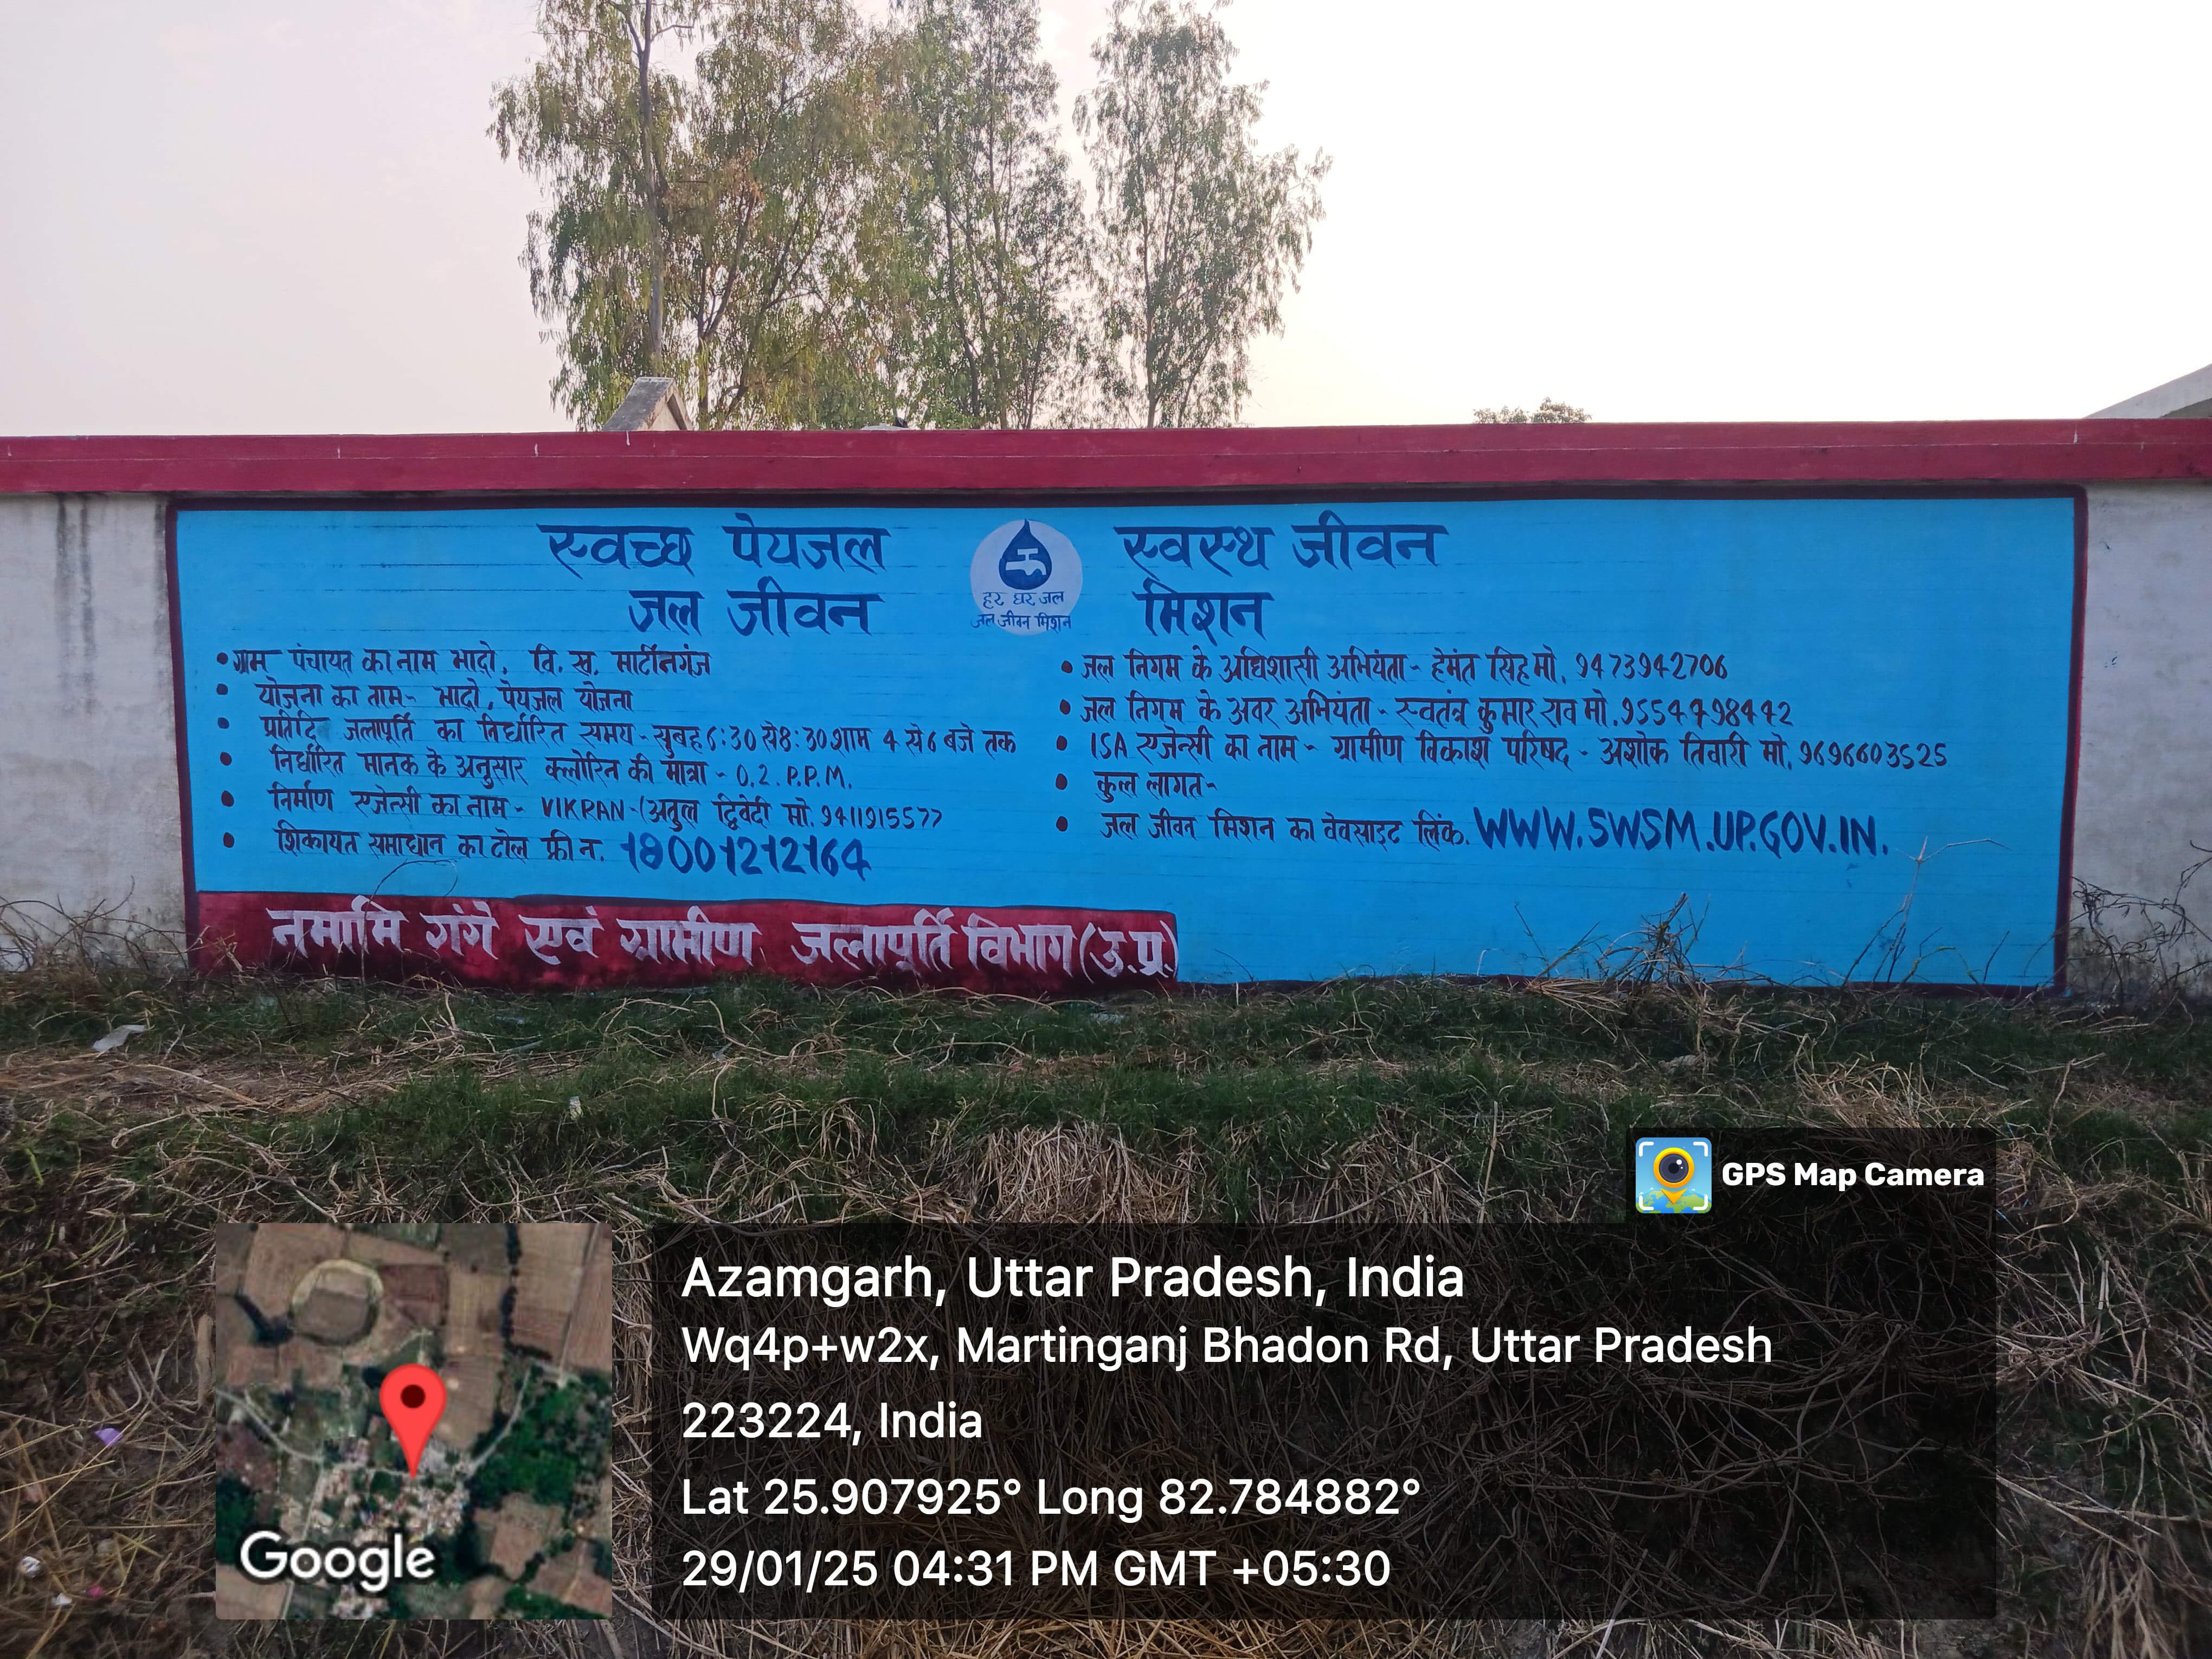 स्वच्छ पेयजल स्वस्थ जीवन
जल जीवन मिशन
हर घर जल
जल जीवन मिशन
• ग्राम पंचायत का नाम भादो, वि. ख. मार्टीनगंज
• योजना का नाम- भादो, पेयजल योजना
• प्रतिदि जलापूर्ति का निर्धारित समय - सुबह 6:30 से 8:30 शाम 4 से 6 बजे तक
• निर्धारित मानक के अनुसार क्लोरिन की मात्रा - 0.2. P.P.M.
• निर्माण एजेन्सी का नाम - VIKRAN-(अतुल द्विवेदी मो. 9411915577
• शिकायत समाधान का टोल फ्री न. 18001212164
• जल निगम के अधिशासी अभियंता - हेमंत सिह मो. 9473942706
• जल निगम के अवर अभियंता - स्वतंत्र कुमार राव मो. 9554498442
• ISA एजेन्सी का नाम - ग्रामीण विकाश परिषद - अशोक तिवारी मो. 9696603525
• कुल लागत-
• जल जीवन मिशन का वेवसाइट लिंक. WWW.SWSM.UP.GOV.IN.
नमामि गंगे एवं ग्रामीण जलापूर्ति विभाग (उ.प्र.)
GPS Map Camera
Azamgarh, Uttar Pradesh, India
Wq4p+w2x, Martinganj Bhadon Rd, Uttar Pradesh
223224, India
Lat 25.907925° Long 82.784882°
29/01/25 04:31 PM GMT +05:30
Google